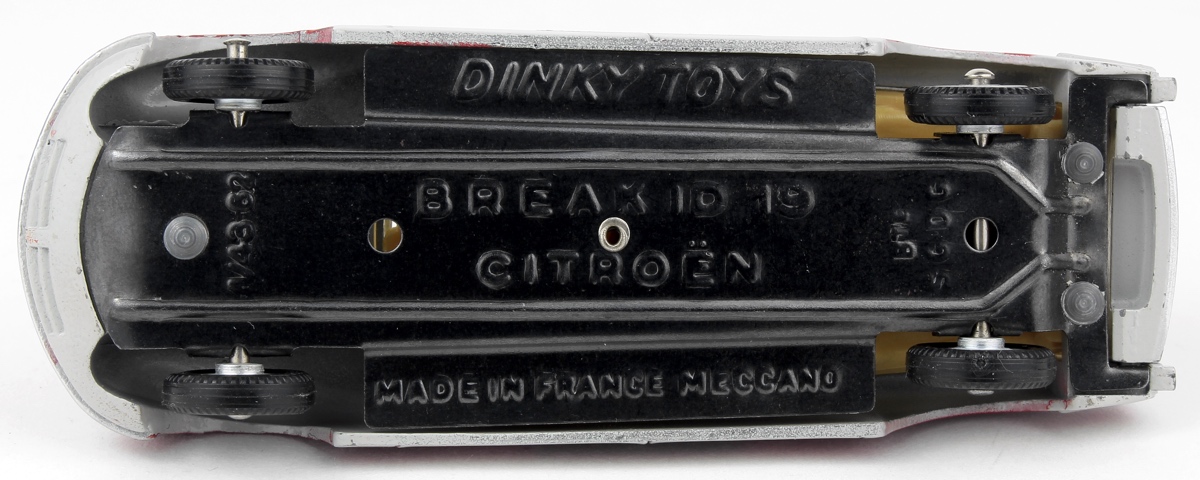 DINKY TOYS
BREAK ID 19
CITROËN
MADE IN FRANCE MECCANO
S G D G